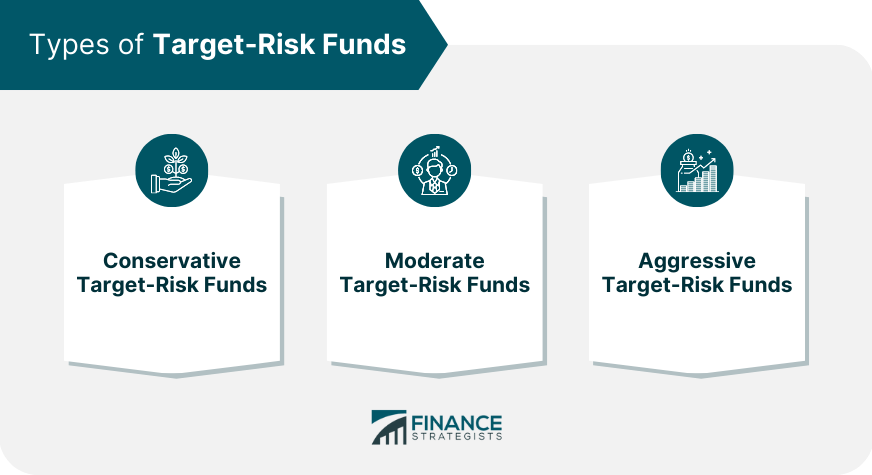 Types of Target-Risk Funds
Conservative
Target-Risk Funds
Moderate
Target-Risk Funds
Aggressive
Target-Risk Funds
FINANCE
STRATEGISTS